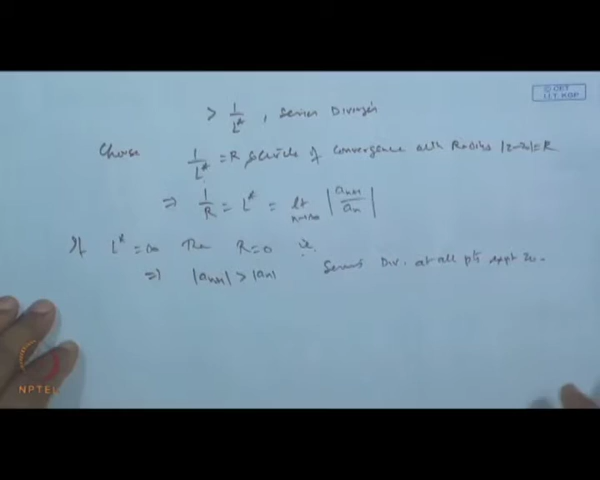 © CET
I.I.T. KGP
> 1/L* , Series Diverges
Choose 1/L* = R, circle of convergence with Radius |z-z₀|=R
⇒ 1/R = L* = lt n→∞ |aₙ₊₁/aₙ|
If L* = ∞ Then R=0 ie.
⇒ |aₙ₊₁| > |aₙ| Series Div. at all pts except z₀.
NPTEL